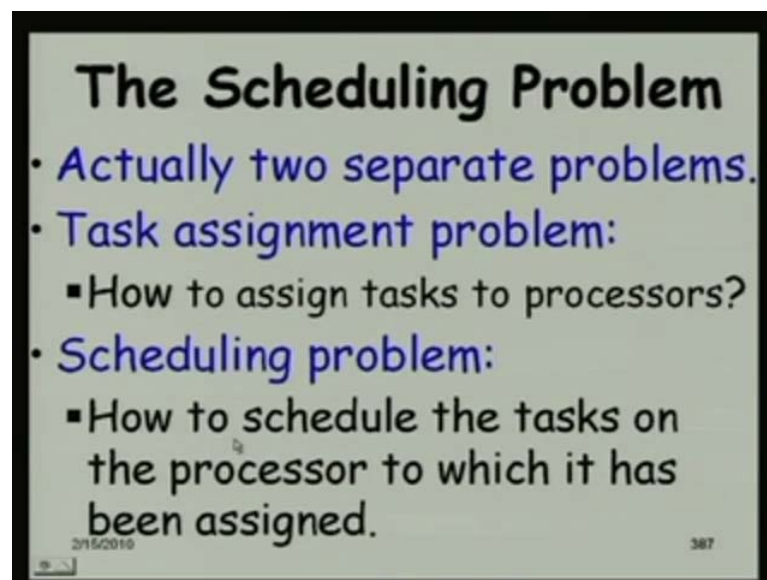 The Scheduling Problem
• Actually two separate problems.
• Task assignment problem:
▪How to assign tasks to processors?
• Scheduling problem:
▪How to schedule the tasks on
the processor to which it has
been assigned.
2/15/2010 387